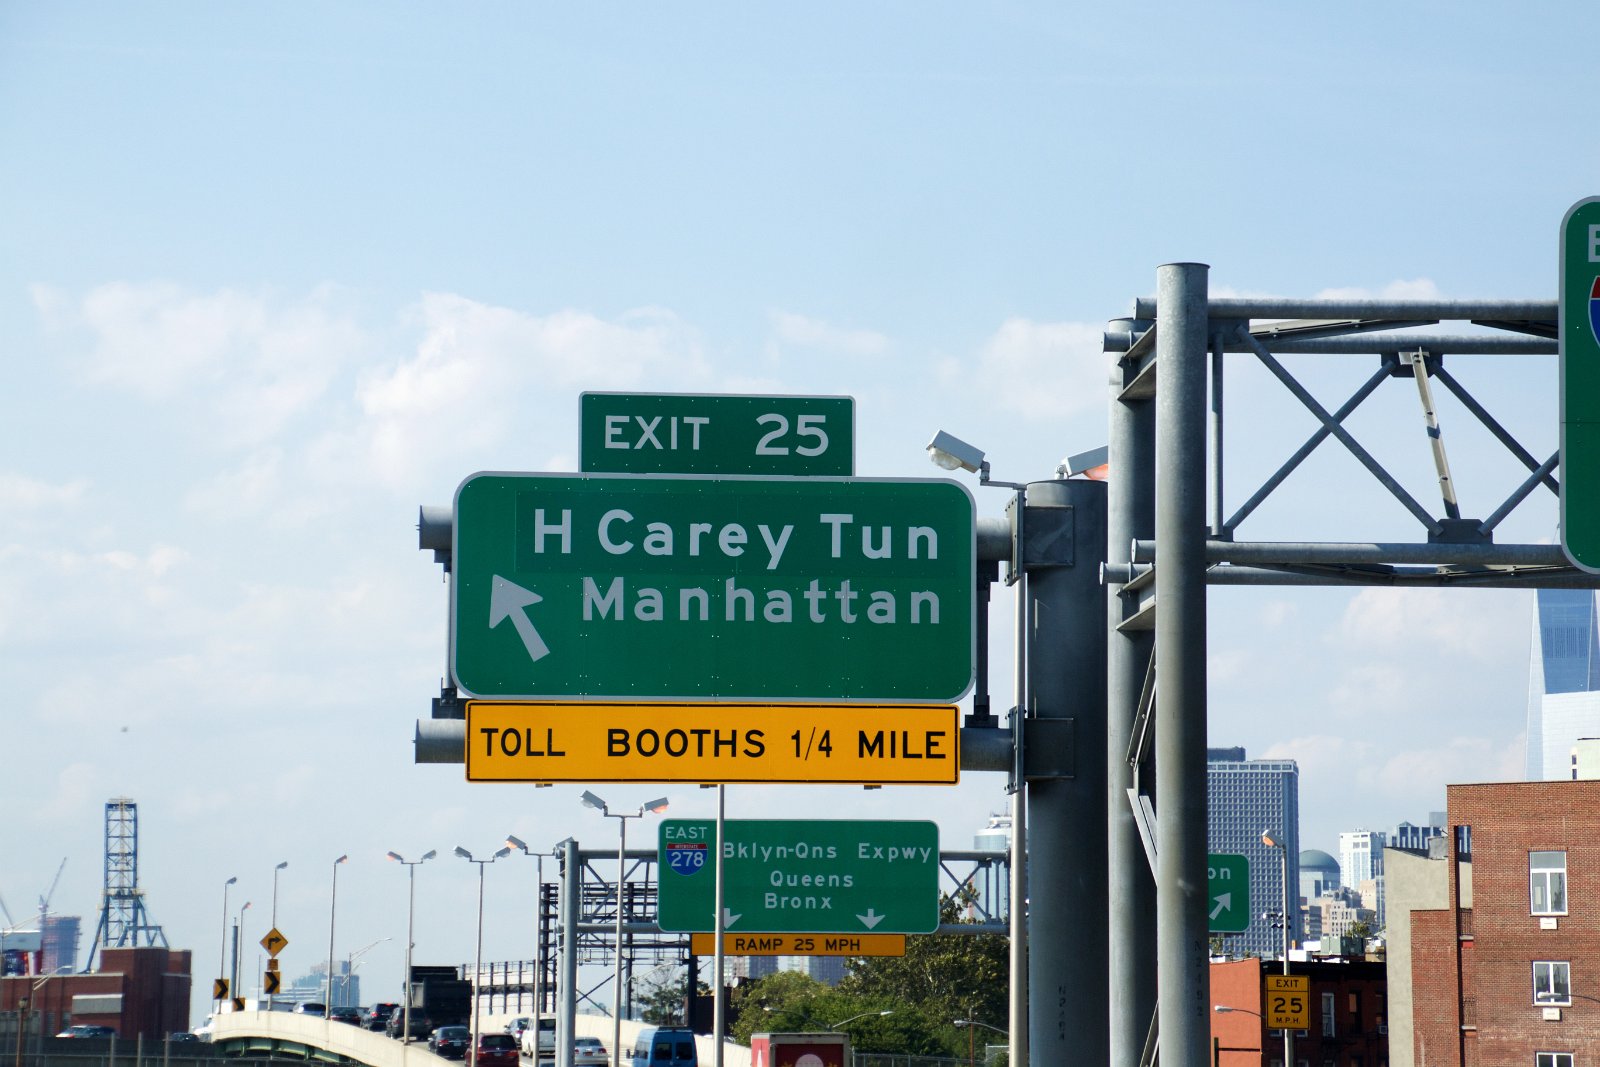 EXIT 25
H Carey Tun
Manhattan
TOLL BOOTHS 1/4 MILE
EAST
INTERSTATE
278
Bklyn-Qns Expwy
Queens
Bronx
RAMP 25 MPH
on
EXIT
25
M.P.H.
E